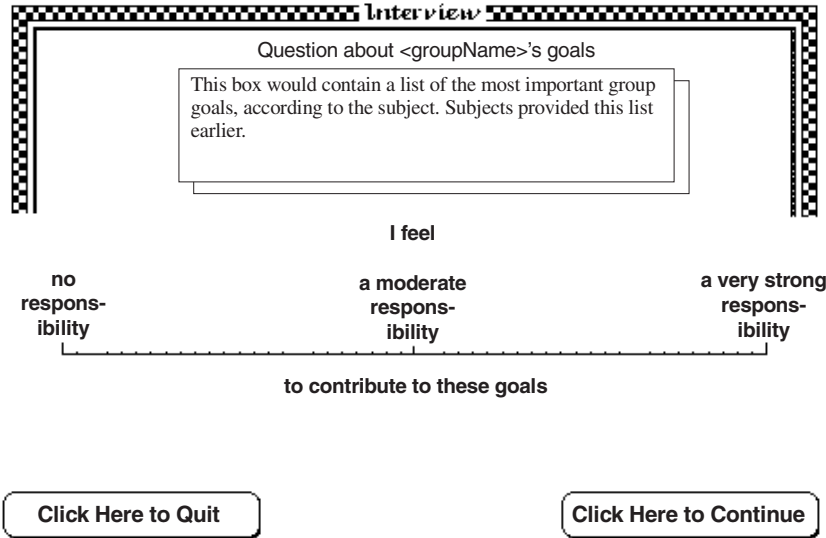 Interview
Question about <groupName>'s goals
This box would contain a list of the most important group
goals, according to the subject. Subjects provided this list
earlier.
I feel
no
respons-
ibility
a moderate
respons-
ibility
a very strong
respons-
ibility
to contribute to these goals
Click Here to Quit
Click Here to Continue